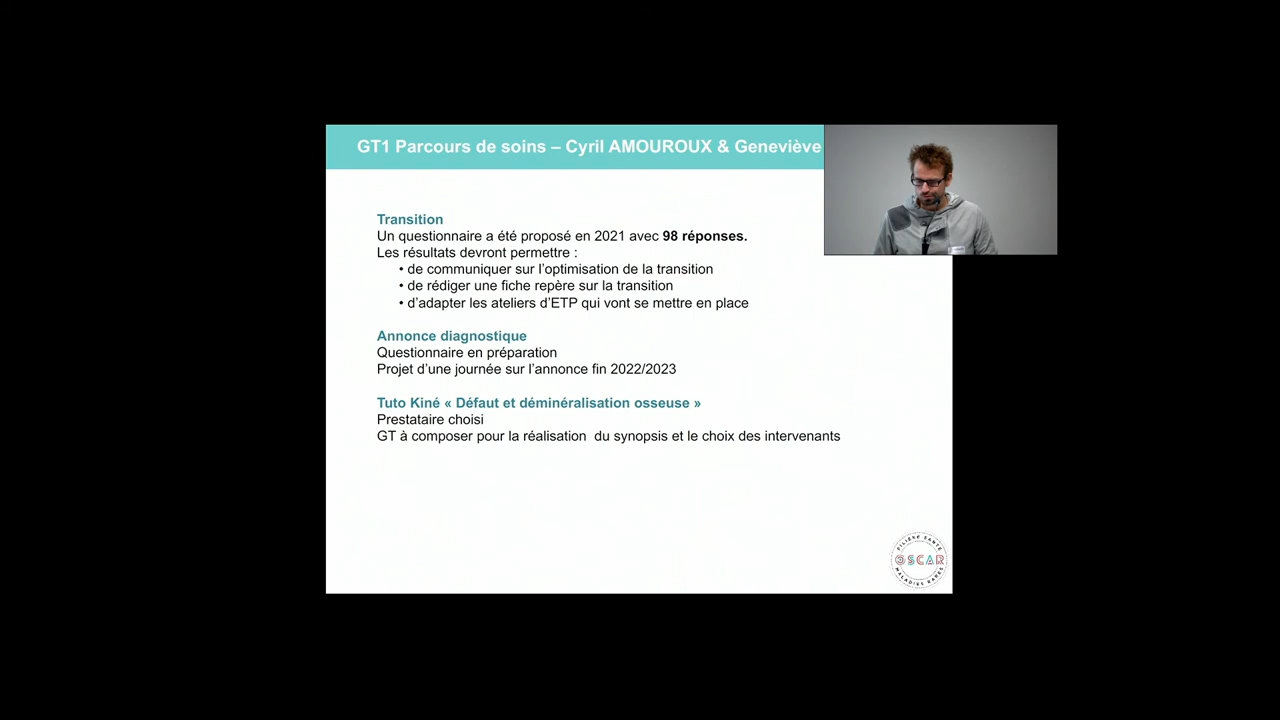 GT1 Parcours de soins – Cyril AMOUROUX & Geneviève
Transition
Un questionnaire a été proposé en 2021 avec 98 réponses.
Les résultats devront permettre :
• de communiquer sur l’optimisation de la transition
• de rédiger une fiche repère sur la transition
• d’adapter les ateliers d’ETP qui vont se mettre en place
Annonce diagnostique
Questionnaire en préparation
Projet d’une journée sur l’annonce fin 2022/2023
Tuto Kiné « Défaut et déminéralisation osseuse »
Prestataire choisi
GT à composer pour la réalisation  du synopsis et le choix des intervenants
FILIERE SANTE
OSCAR
MALADIES RARES